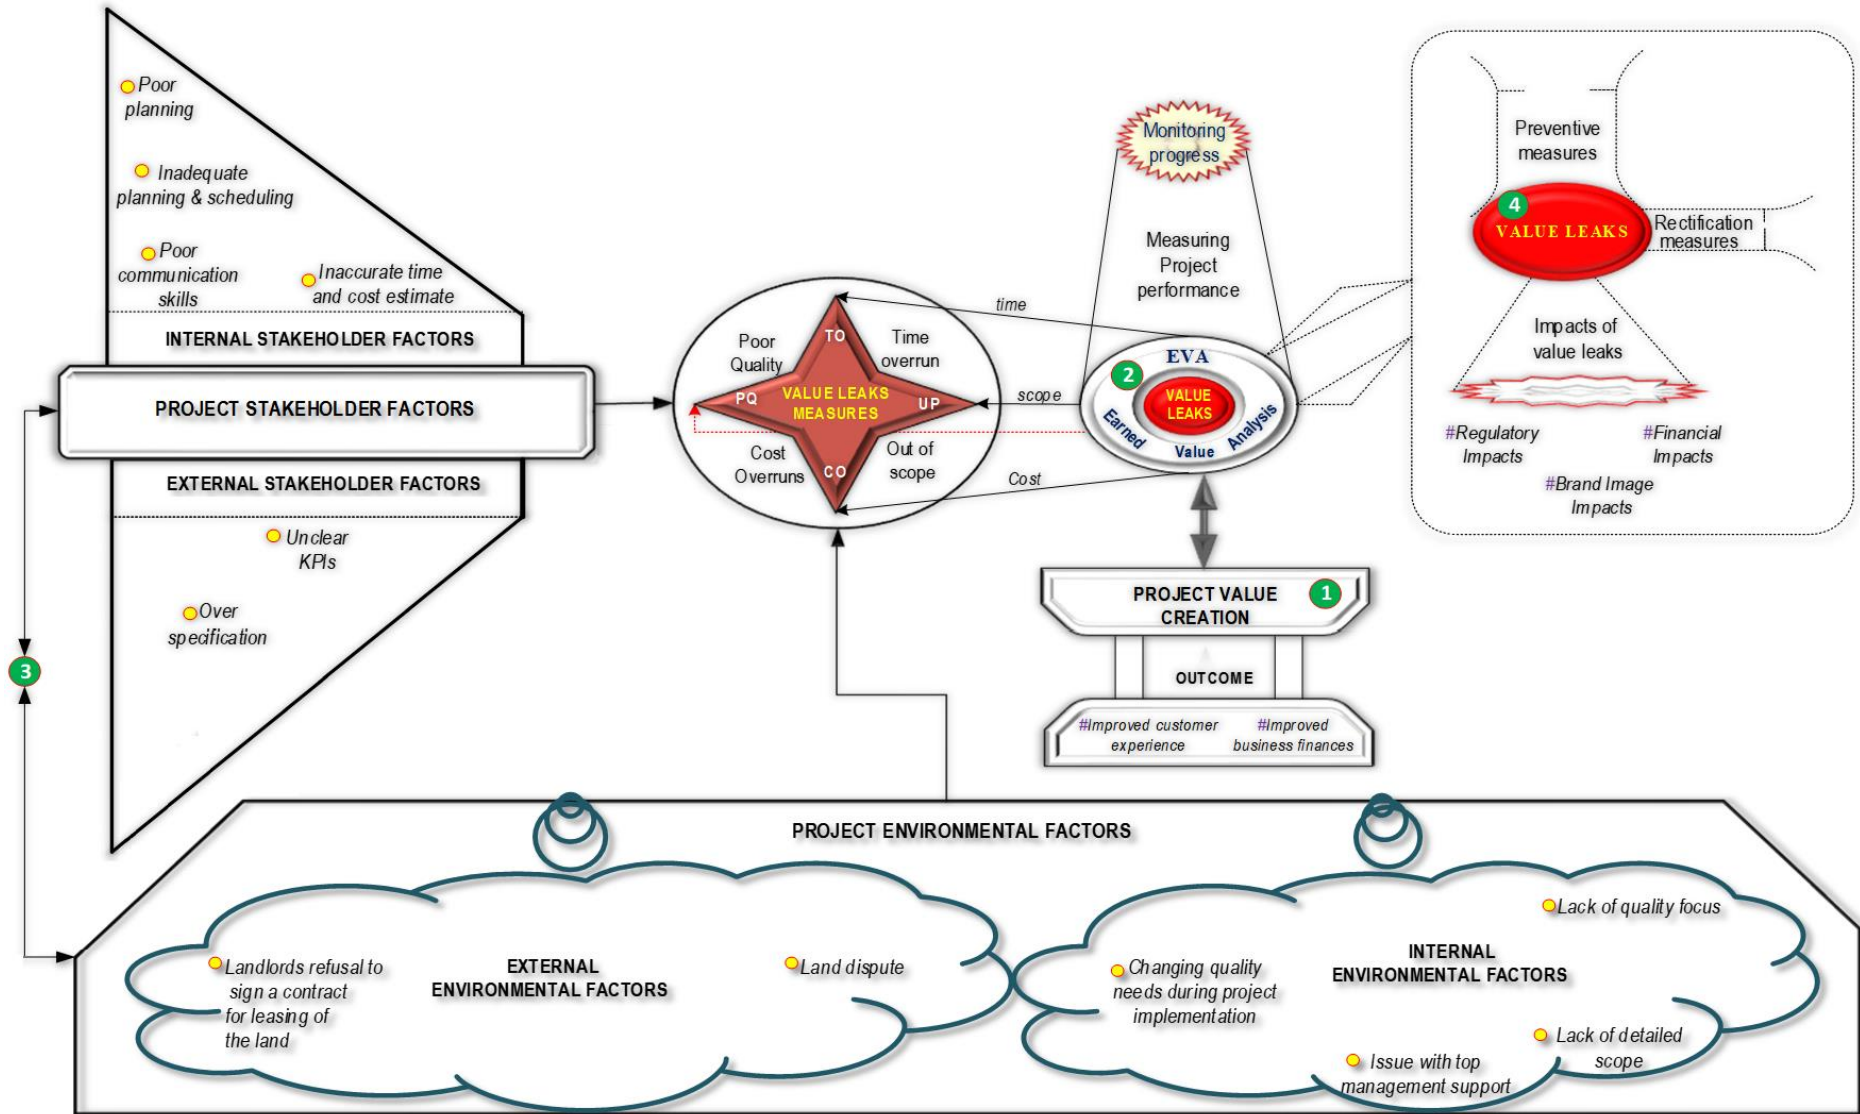 Poor
planning
Inadequate
planning & scheduling
Poor
communication
skills
Inaccurate time
and cost estimate
INTERNAL STAKEHOLDER FACTORS
PROJECT STAKEHOLDER FACTORS
EXTERNAL STAKEHOLDER FACTORS
Unclear
KPIs
Over
specification
3
Poor
Quality
TO
Time
overrun
PQ
VALUE LEAKS
MEASURES
UP
Cost
Overruns
CO
Out of
scope
time
scope
Cost
Monitoring
progress
Measuring
Project
performance
EVA
2
VALUE
LEAKS
Earned
Value
Analysis
PROJECT VALUE
CREATION
1
OUTCOME
#Improved customer
experience
#Improved
business finances
Preventive
measures
4
VALUE LEAKS
Rectification
measures
Impacts of
value leaks
#Regulatory
Impacts
#Financial
Impacts
#Brand Image
Impacts
PROJECT ENVIRONMENTAL FACTORS
Landlords refusal to
sign a contract
for leasing of
the land
EXTERNAL
ENVIRONMENTAL FACTORS
Land dispute
Changing quality
needs during project
implementation
INTERNAL
ENVIRONMENTAL FACTORS
Lack of quality focus
Issue with top
management support
Lack of detailed
scope